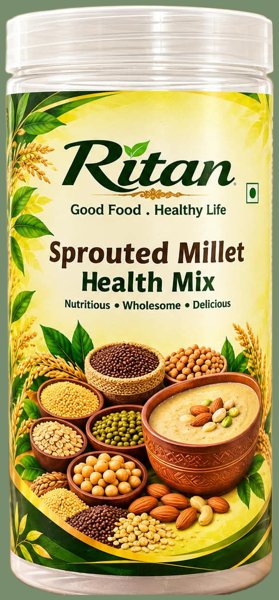 Ritan®
Good Food . Healthy Life
Sprouted Millet
Health Mix
Nutritious • Wholesome • Delicious